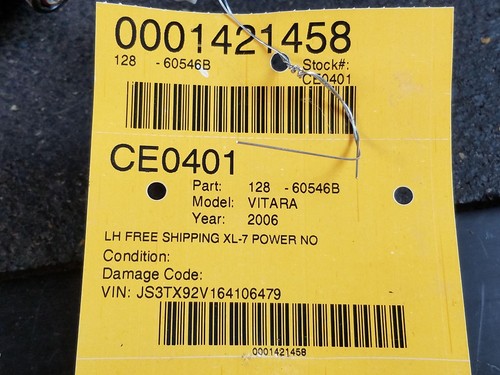 0001421458
128 -60546B Stock#:
CE0401
CE0401
Part: 128 -60546B
Model: VITARA
Year: 2006
LH FREE SHIPPING XL-7 POWER NO
Condition:
Damage Code:
VIN: JS3TX92V164106479
0001421458